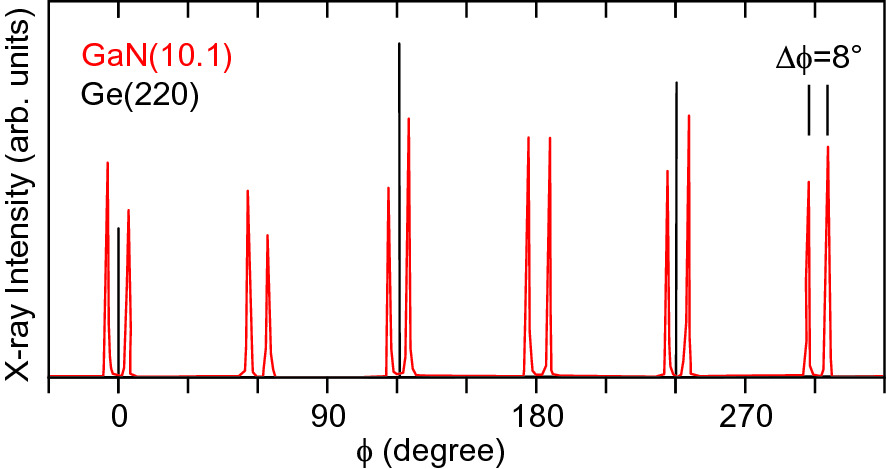 GaN(10.1)
Ge(220)
Δϕ=8°
X-ray Intensity (arb. units)
0 90 180 270
ϕ (degree)